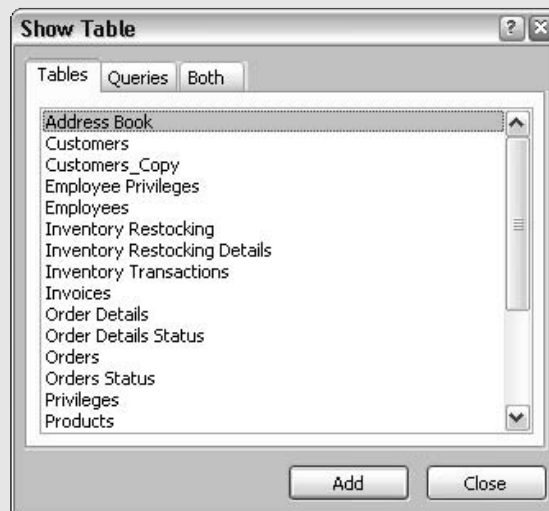 Show Table
Tables Queries Both
Address Book
Customers
Customers_Copy
Employee Privileges
Employees
Inventory Restocking
Inventory Restocking Details
Inventory Transactions
Invoices
Order Details
Order Details Status
Orders
Orders Status
Privileges
Products
Add Close